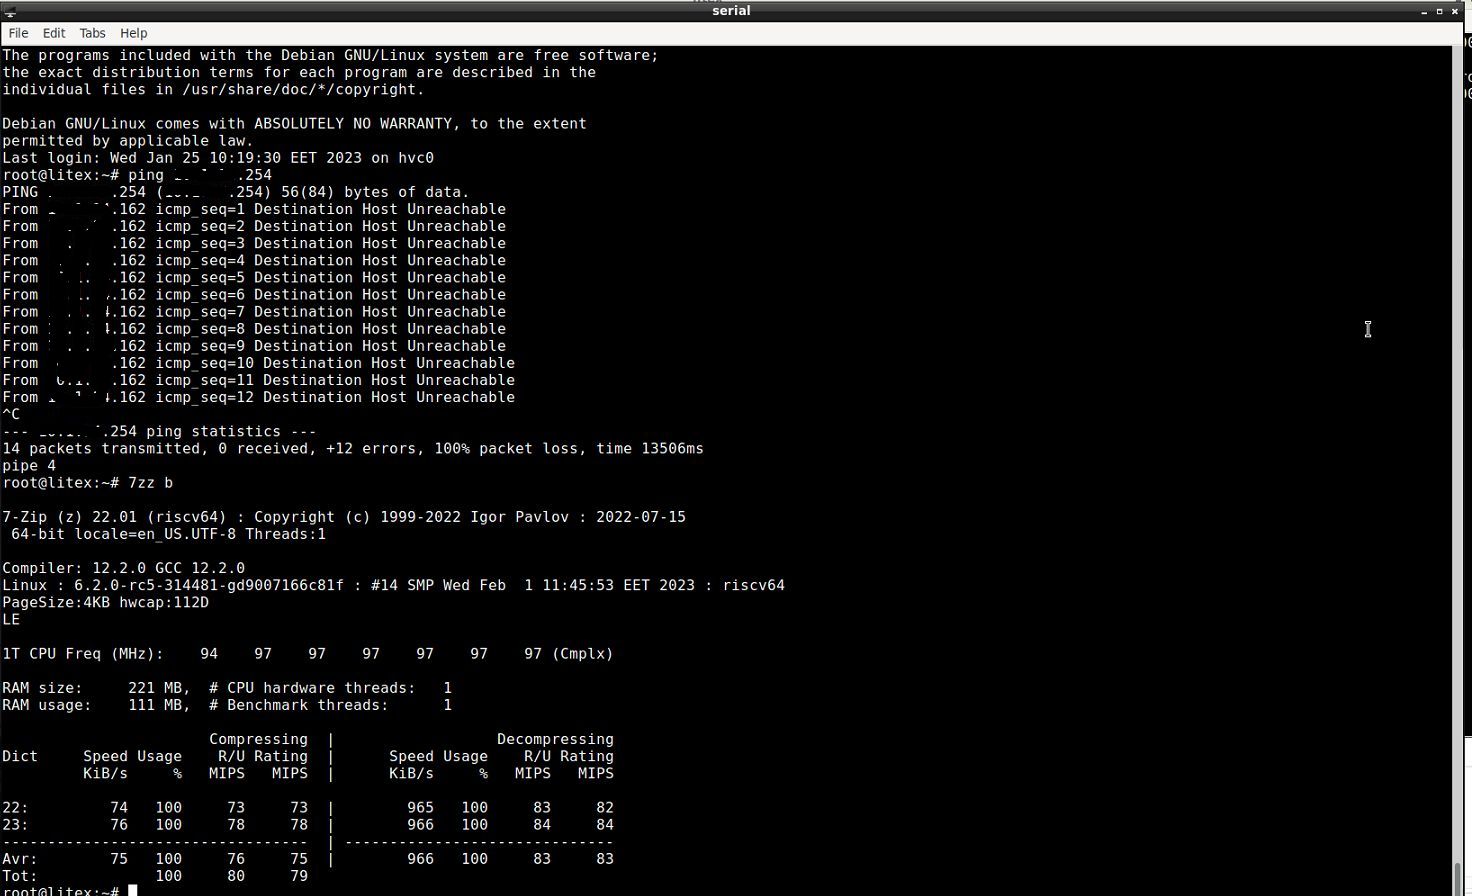 serial
File Edit Tabs Help
The programs included with the Debian GNU/Linux system are free software;
the exact distribution terms for each program are described in the
individual files in /usr/share/doc/*/copyright.
Debian GNU/Linux comes with ABSOLUTELY NO WARRANTY, to the extent
permitted by applicable law.
Last login: Wed Jan 25 10:19:30 EET 2023 on hvc0
root@litex:~# ping .254
PING .254 ( .254) 56(84) bytes of data.
From .162 icmp_seq=1 Destination Host Unreachable
From .162 icmp_seq=2 Destination Host Unreachable
From .162 icmp_seq=3 Destination Host Unreachable
From .162 icmp_seq=4 Destination Host Unreachable
From .162 icmp_seq=5 Destination Host Unreachable
From .162 icmp_seq=6 Destination Host Unreachable
From .162 icmp_seq=7 Destination Host Unreachable
From .162 icmp_seq=8 Destination Host Unreachable
From .162 icmp_seq=9 Destination Host Unreachable
From .162 icmp_seq=10 Destination Host Unreachable
From .162 icmp_seq=11 Destination Host Unreachable
From .162 icmp_seq=12 Destination Host Unreachable
^C
--- .254 ping statistics ---
14 packets transmitted, 0 received, +12 errors, 100% packet loss, time 13506ms
pipe 4
root@litex:~# 7zz b
7-Zip (z) 22.01 (riscv64) : Copyright (c) 1999-2022 Igor Pavlov : 2022-07-15
64-bit locale=en_US.UTF-8 Threads:1
Compiler: 12.2.0 GCC 12.2.0
Linux : 6.2.0-rc5-314481-gd9007166c81f : #14 SMP Wed Feb  1 11:45:53 EET 2023 : riscv64
PageSize:4KB hwcap:112D
LE
1T CPU Freq (MHz):    94    97    97    97    97    97    97 (Cmplx)
RAM size:     221 MB,  # CPU hardware threads:   1
RAM usage:    111 MB,  # Benchmark threads:      1
Compressing  |                  Decompressing
Dict     Speed Usage    R/U Rating  |      Speed Usage    R/U Rating
KiB/s     %   MIPS   MIPS  |      KiB/s     %   MIPS   MIPS
22:         74   100     73     73  |        965   100     83     82
23:         76   100     78     78  |        966   100     84     84
----------------------------------  | ------------------------------
Avr:        75   100     76     75  |        966   100     83     83
Tot:             100     80     79
root@litex:~#